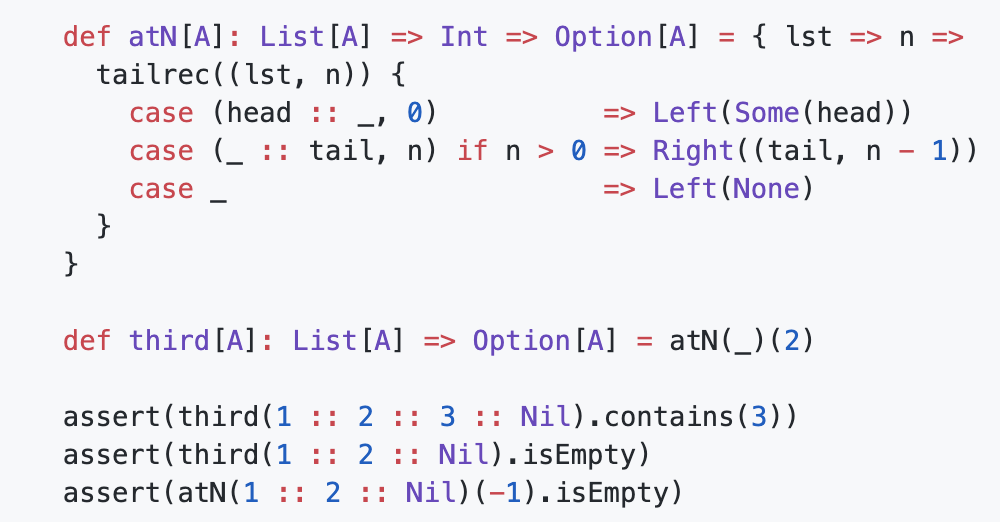 def atN[A]: List[A] => Int => Option[A] = { lst => n =>
  tailrec((lst, n)) {
    case (head :: _, 0)          => Left(Some(head))
    case (_ :: tail, n) if n > 0 => Right((tail, n - 1))
    case _                       => Left(None)
  }
}

def third[A]: List[A] => Option[A] = atN(_)(2)

assert(third(1 :: 2 :: 3 :: Nil).contains(3))
assert(third(1 :: 2 :: Nil).isEmpty)
assert(atN(1 :: 2 :: Nil)(-1).isEmpty)